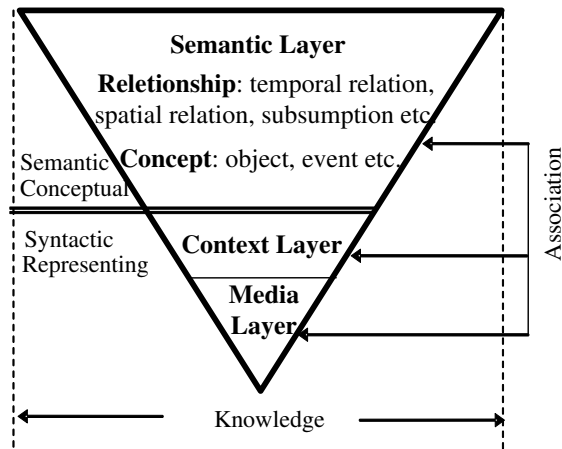 Semantic Layer
Reletionship: temporal relation,
spatial relation, subsumption etc.
Concept: object, event etc.
Semantic
Conceptual
Syntactic
Representing
Context Layer
Media
Layer
Association
Knowledge